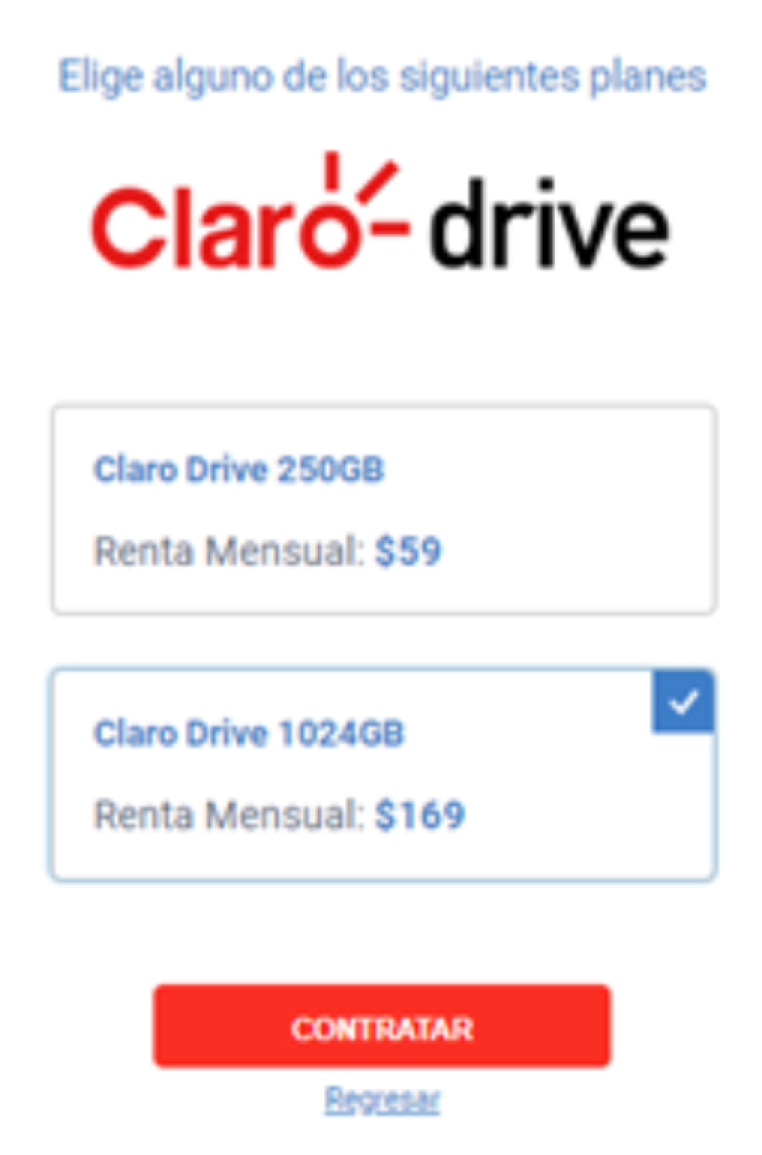 Elige alguno de los siguientes planes
Claro drive
Claro Drive 250GB
Renta Mensual: $59
Claro Drive 1024GB
Renta Mensual: $169
CONTRATAR
Regresar